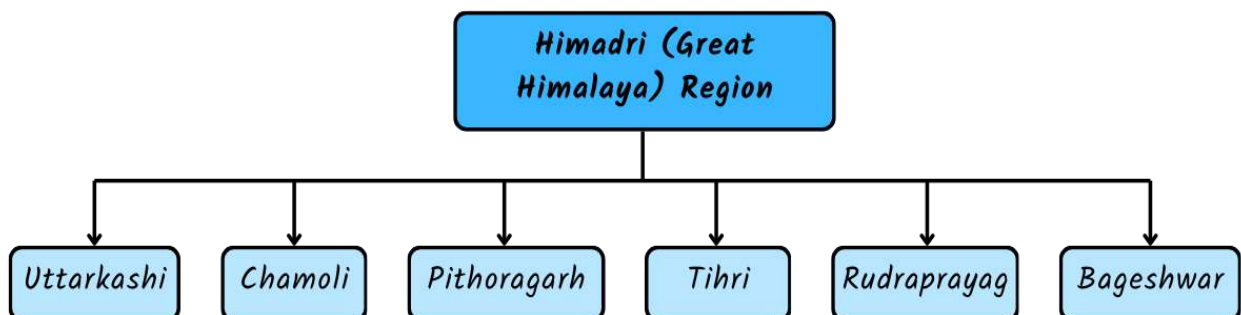 Himadri (Great
Himalaya) Region
Uttarkashi
Chamoli
Pithoragarh
Tihri
Rudraprayag
Bageshwar